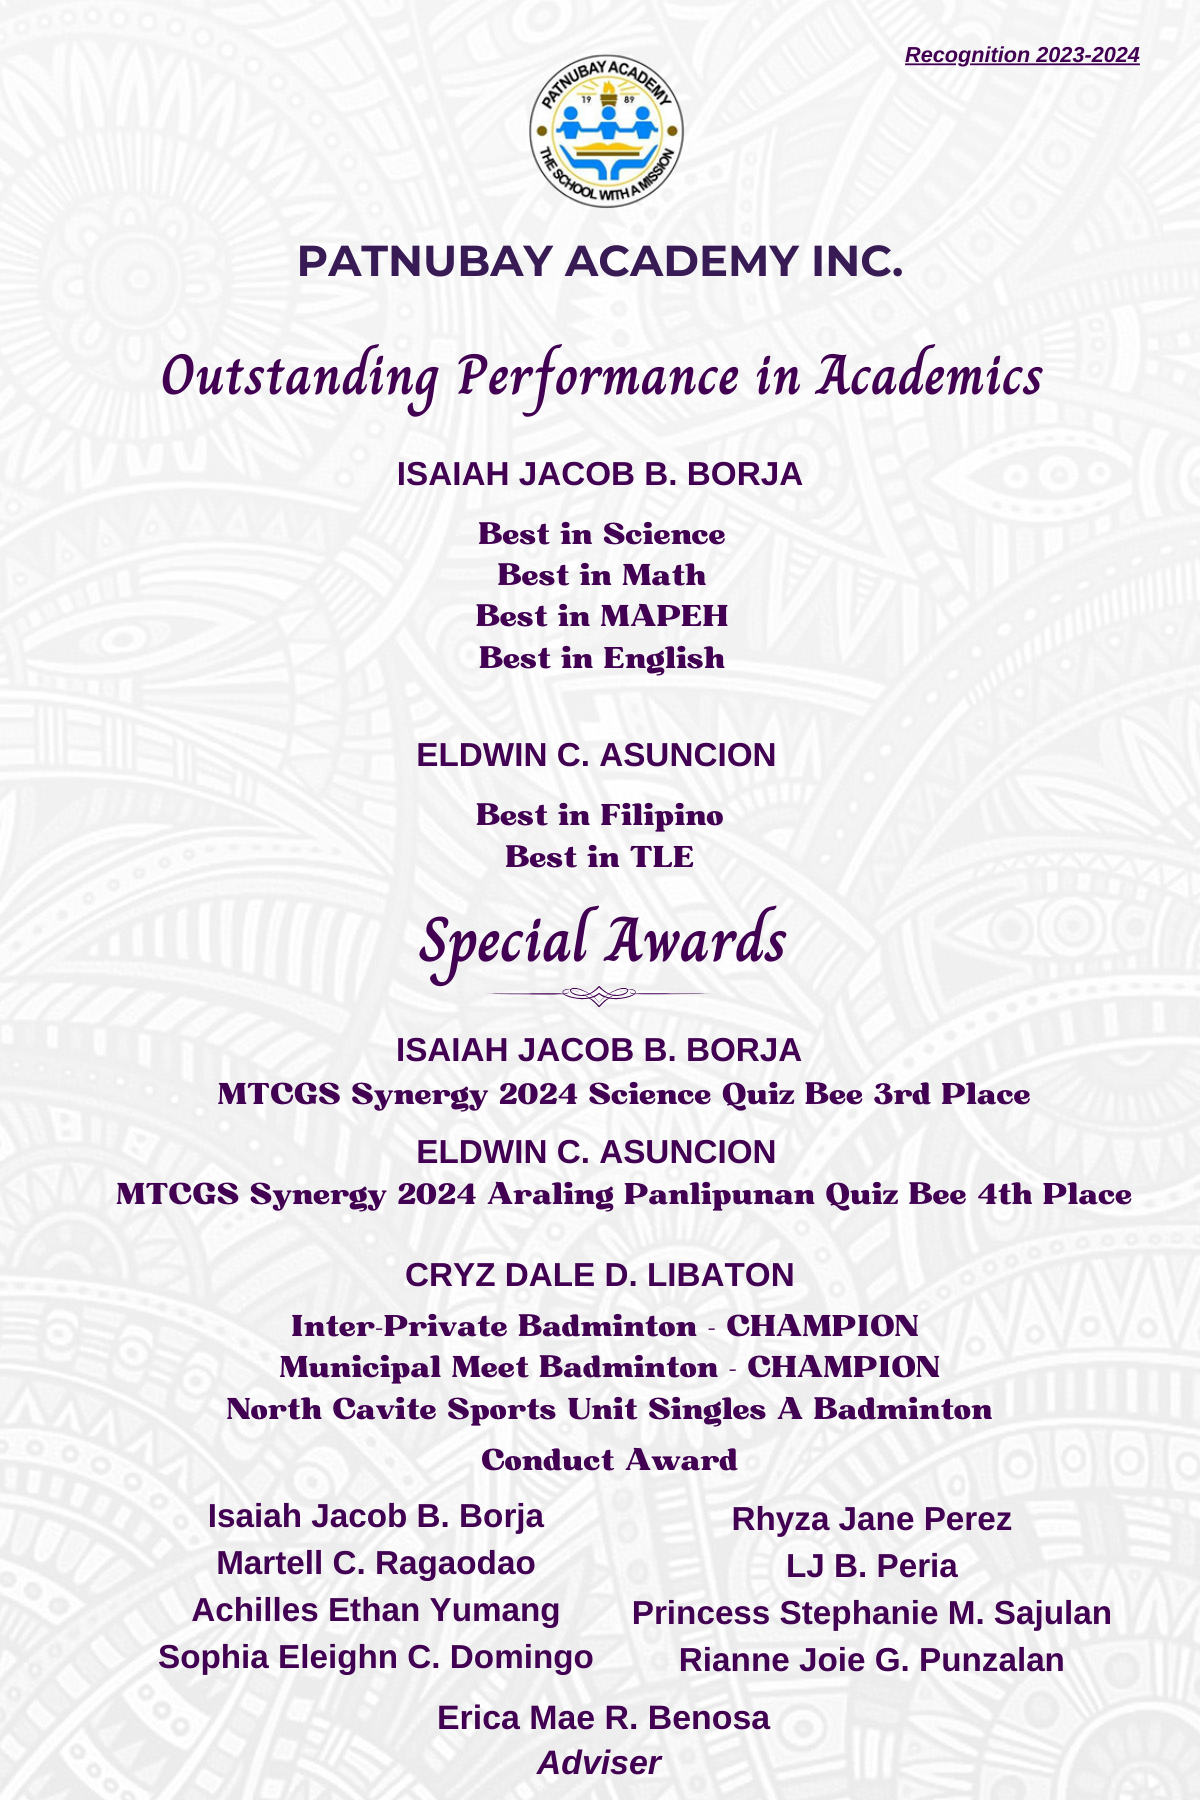 Recognition 2023-2024
PATNUBAY ACADEMY
19 89
THE SCHOOL WITH A MISSION
PATNUBAY ACADEMY INC.
Outstanding Performance in Academics
ISAIAH JACOB B. BORJA
Best in Science
Best in Math
Best in MAPEH
Best in English
ELDWIN C. ASUNCION
Best in Filipino
Best in TLE
Special Awards
ISAIAH JACOB B. BORJA
MTCGS Synergy 2024 Science Quiz Bee 3rd Place
ELDWIN C. ASUNCION
MTCGS Synergy 2024 Araling Panlipunan Quiz Bee 4th Place
CRYZ DALE D. LIBATON
Inter-Private Badminton - CHAMPION
Municipal Meet Badminton - CHAMPION
North Cavite Sports Unit Singles A Badminton
Conduct Award
Isaiah Jacob B. Borja
Martell C. Ragaodao
Achilles Ethan Yumang
Sophia Eleighn C. Domingo
Rhyza Jane Perez
LJ B. Peria
Princess Stephanie M. Sajulan
Rianne Joie G. Punzalan
Erica Mae R. Benosa
Adviser